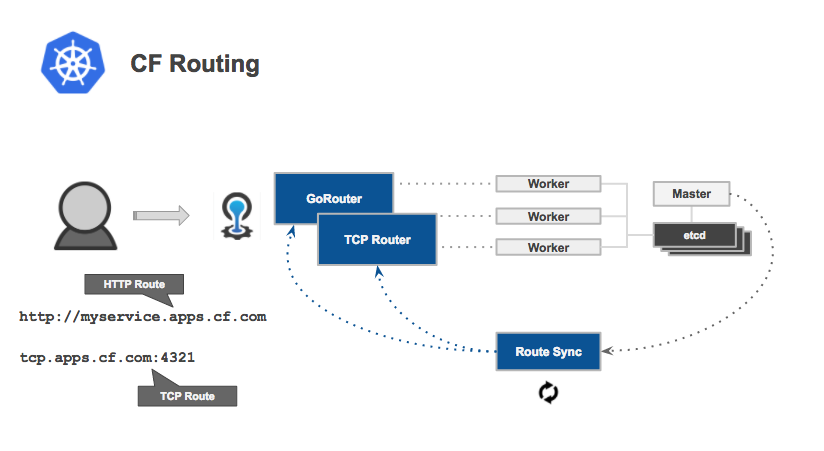 CF Routing
GoRouter
TCP Router
Worker
Worker
Worker
Master
etcd
HTTP Route
http://myservice.apps.cf.com
tcp.apps.cf.com:4321
TCP Route
Route Sync